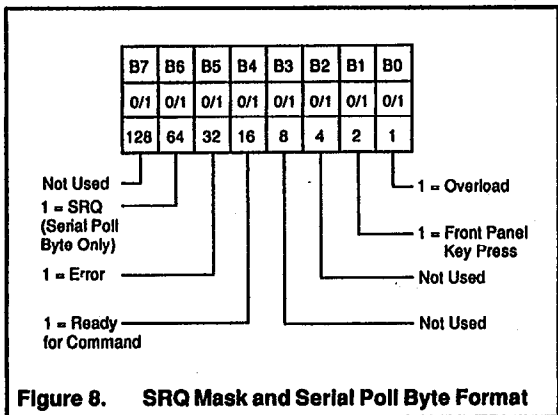 B7 B6 B5 B4 B3 B2 B1 B0
0/1 0/1 0/1 0/1 0/1 0/1 0/1 0/1
128 64 32 16 8 4 2 1
Not Used
1 = SRQ
(Serial Poll
Byte Only)
1 = Error
1 = Ready
for Command
1 = Overload
1 = Front Panel
Key Press
Not Used
Not Used
Figure 8. SRQ Mask and Serial Poll Byte Format